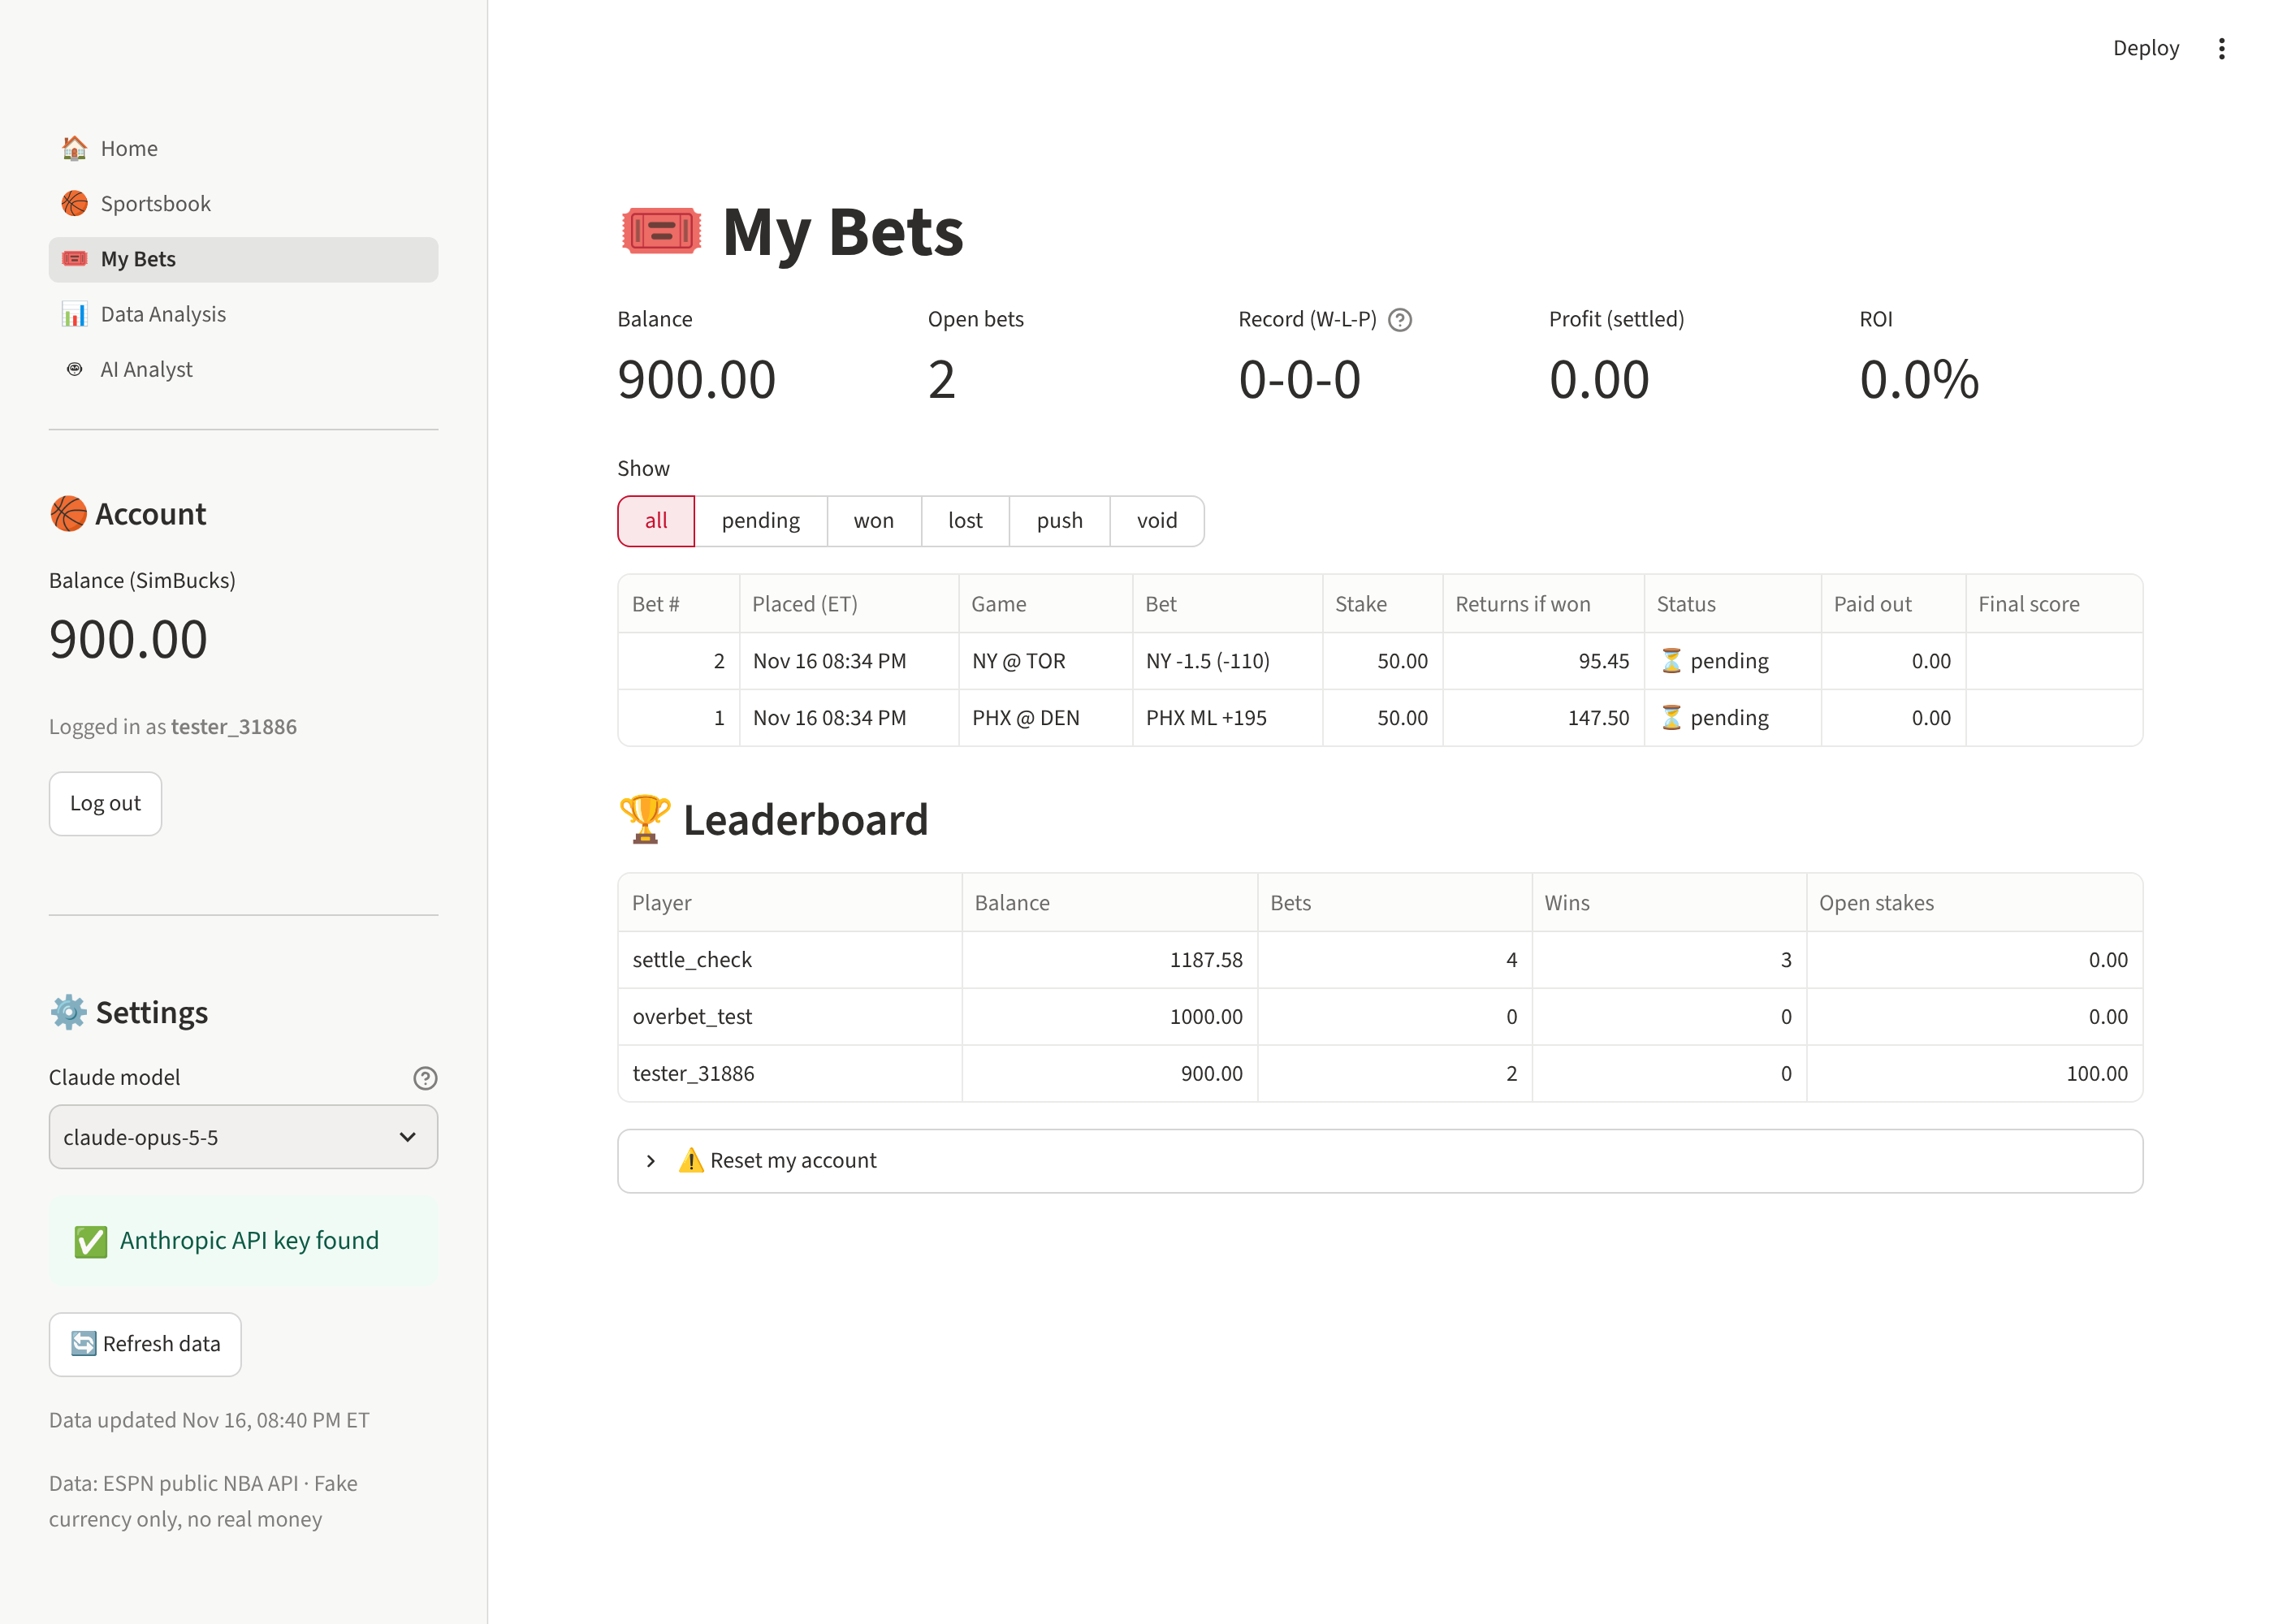 Deploy
Home
Sportsbook
My Bets
Data Analysis
AI Analyst
Account
Balance (SimBucks)
900.00
Logged in as tester_31886
Log out
Settings
Claude model
claude-opus-5-5
Anthropic API key found
Refresh data
Data updated Nov 16, 08:40 PM ET
Data: ESPN public NBA API · Fake
currency only, no real money
My Bets
Balance Open bets Record (W-L-P) Profit (settled) ROI
900.00 2 0-0-0 0.00 0.0%
Show
all pending won lost push void
Bet # Placed (ET) Game Bet Stake Returns if won Status Paid out Final score
2 Nov 16 08:34 PM NY @ TOR NY -1.5 (-110) 50.00 95.45 pending 0.00
1 Nov 16 08:34 PM PHX @ DEN PHX ML +195 50.00 147.50 pending 0.00
Leaderboard
Player Balance Bets Wins Open stakes
settle_check 1187.58 4 3 0.00
overbet_test 1000.00 0 0 0.00
tester_31886 900.00 2 0 100.00
Reset my account